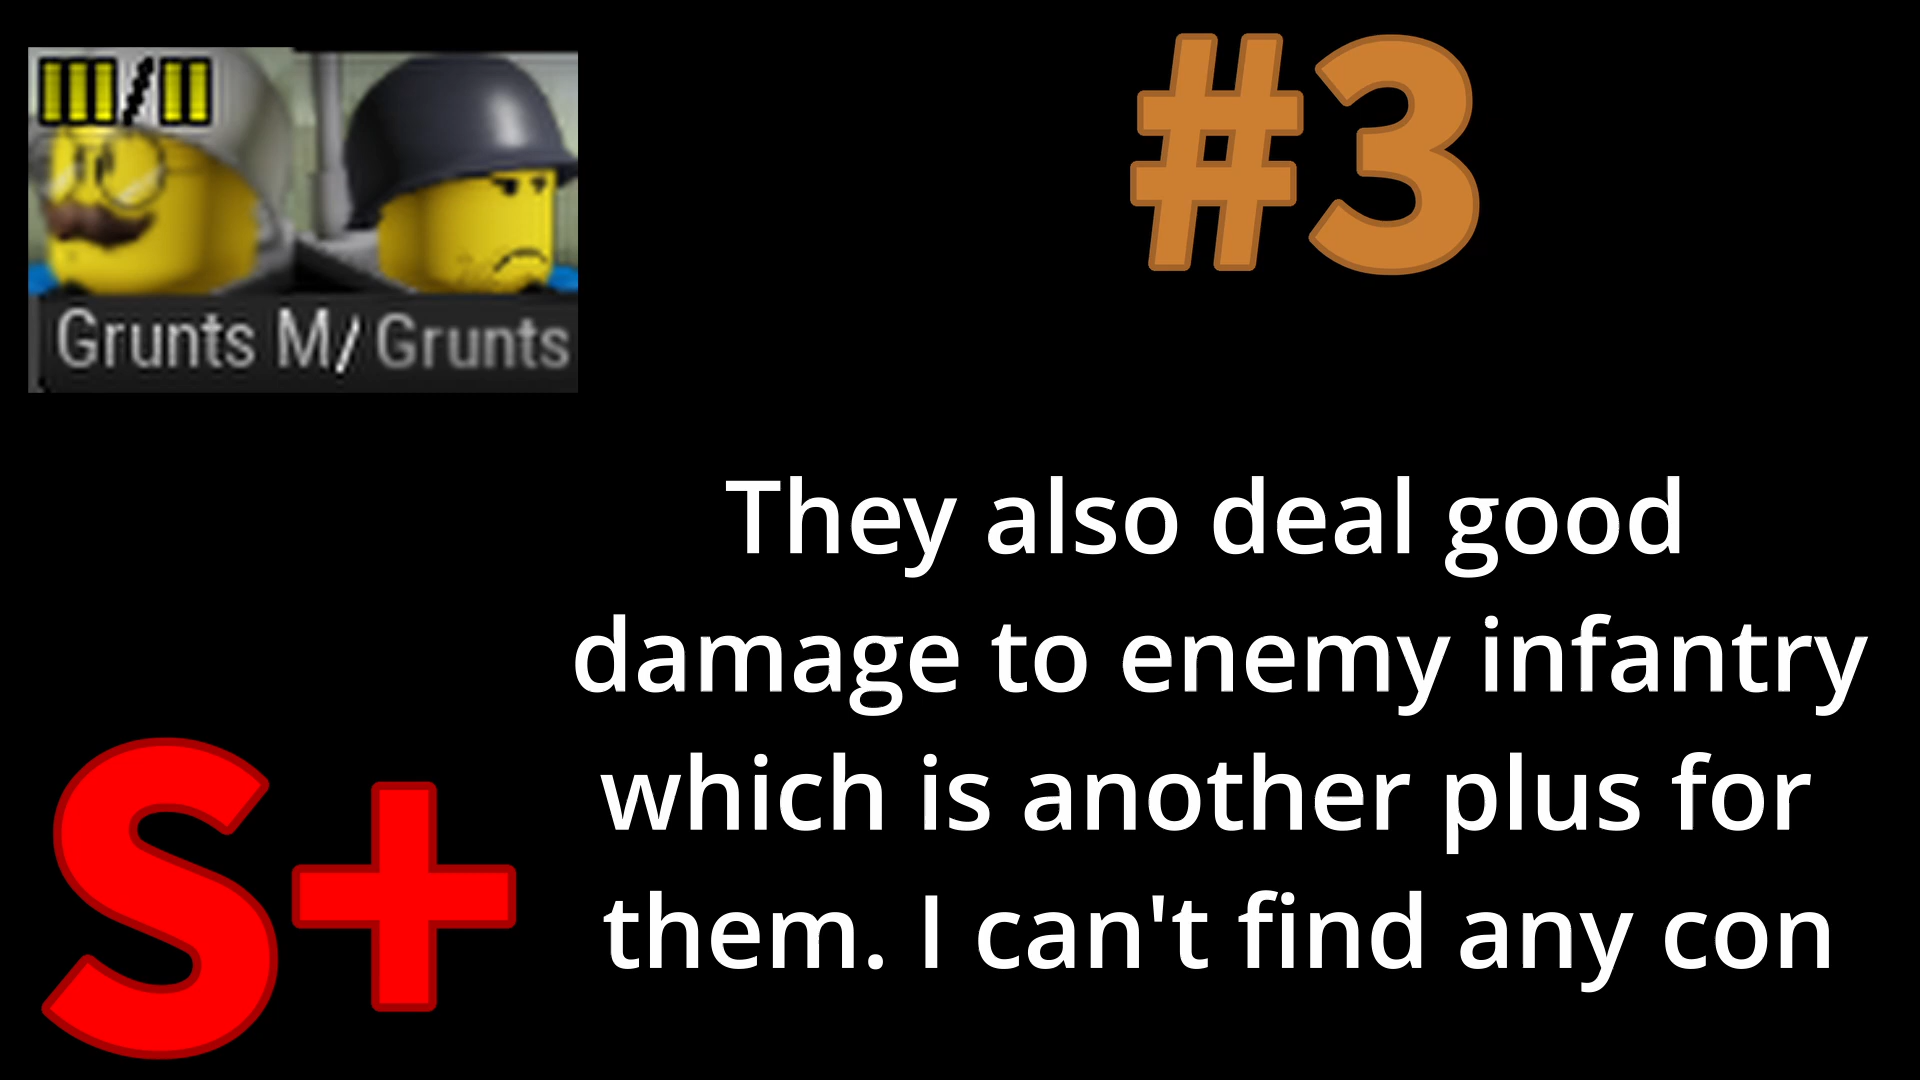 III/II
Grunts M/ Grunts
#3
They also deal good
damage to enemy infantry
which is another plus for
them. I can't find any con
S+